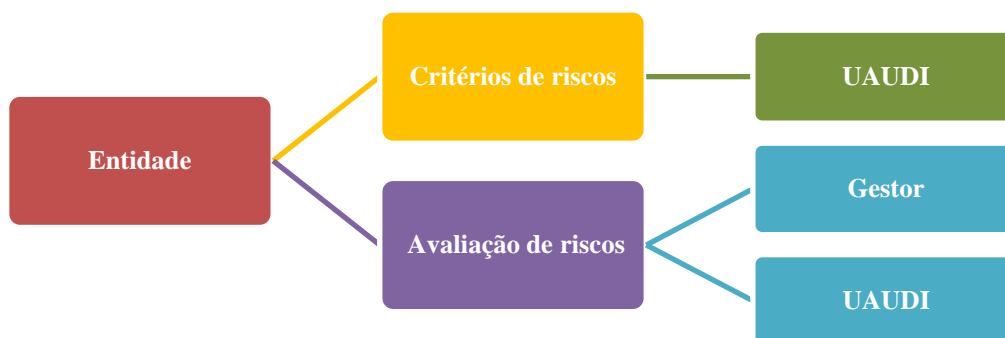 Entidade
Critérios de riscos
UAUDI
Avaliação de riscos
Gestor
UAUDI